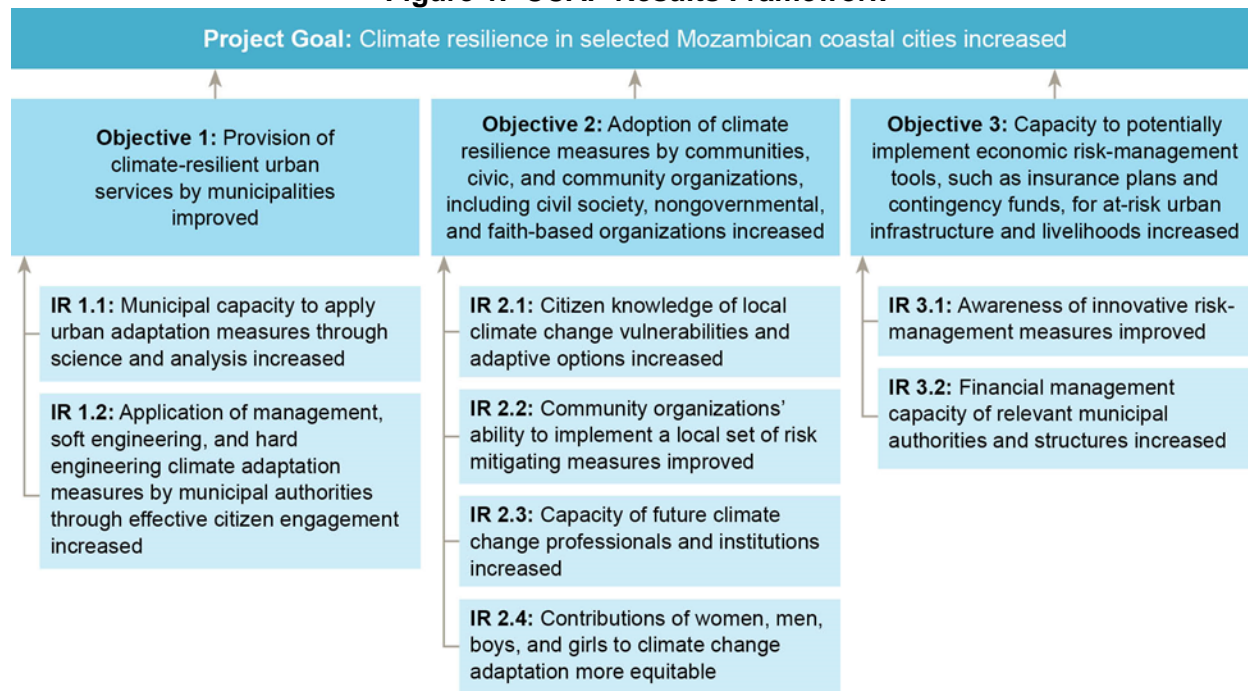 Figure 1. CCAP Results Framework
Project Goal: Climate resilience in selected Mozambican coastal cities increased
Objective 1: Provision of
climate-resilient urban
services by municipalities
improved
IR 1.1: Municipal capacity to apply
urban adaptation measures through
science and analysis increased
IR 1.2: Application of management,
soft engineering, and hard
engineering climate adaptation
measures by municipal authorities
through effective citizen engagement
increased
Objective 2: Adoption of climate
resilience measures by communities,
civic, and community organizations,
including civil society, nongovernmental,
and faith-based organizations increased
IR 2.1: Citizen knowledge of local
climate change vulnerabilities and
adaptive options increased
IR 2.2: Community organizations’
ability to implement a local set of risk
mitigating measures improved
IR 2.3: Capacity of future climate
change professionals and institutions
increased
IR 2.4: Contributions of women, men,
boys, and girls to climate change
adaptation more equitable
Objective 3: Capacity to potentially
implement economic risk-management
tools, such as insurance plans and
contingency funds, for at-risk urban
infrastructure and livelihoods increased
IR 3.1: Awareness of innovative risk-
management measures improved
IR 3.2: Financial management
capacity of relevant municipal
authorities and structures increased